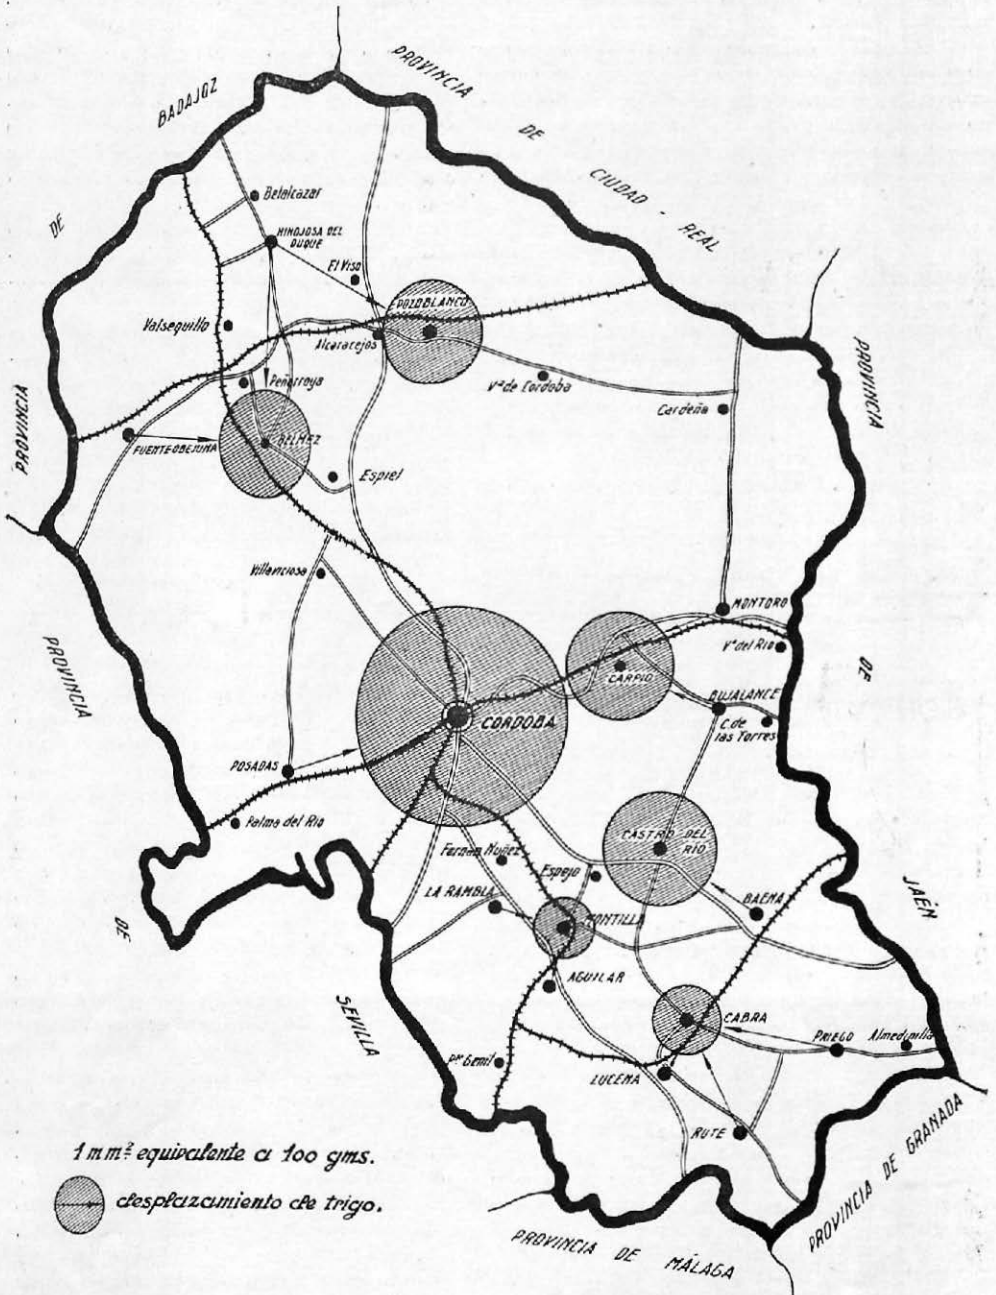 PROVINCIA
DE
CIUDAD - REAL
BADAJOZ
DE
PROVINCIA
Belalcazar
HINOJOSA DEL
DUQUE
El Viso
POZOBLANCO
Valsequillo
Alcaracejos
Peñarroya
Vª de Cordoba
Cardeña
PROVINCIA
DE
JAÉN
FUENTEOBEJUNA
BELMEZ
Espiel
Villaviciosa
MONTORO
Vª del Rio
CARPIO
BUJALANCE
C. de
las Torres
CORDOBA
PROVINCIA
DE
SEVILLA
POSADAS
Palma del Rio
CASTRO DEL
RIO
Fernan Nuñez
Espejo
LA RAMBLA
MONTILLA
BAENA
AGUILAR
CABRA
PRIEGO
Almedinilla
Pte Genil
LUCENA
RUTE
1 mm² equivalente a 100 gms.
desplazamiento de trigo.
PROVINCIA DE GRANADA
PROVINCIA DE MÁLAGA